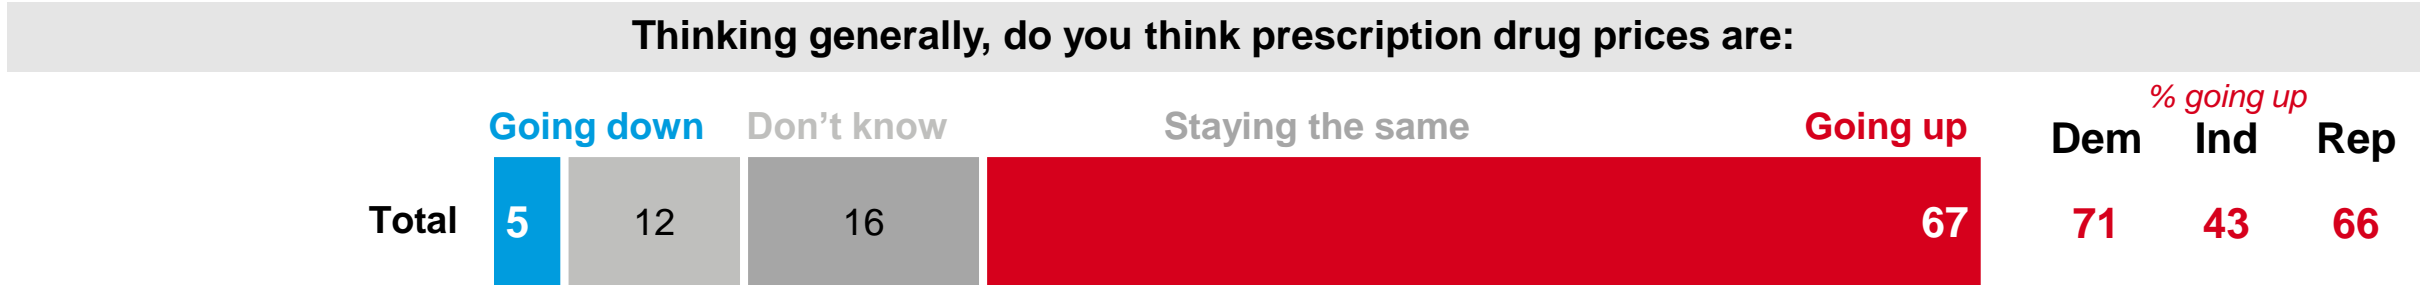 Thinking generally, do you think prescription drug prices are:
% going up
Going down Don’t know Staying the same Going up Dem Ind Rep
Total 5 12 16 67 71 43 66